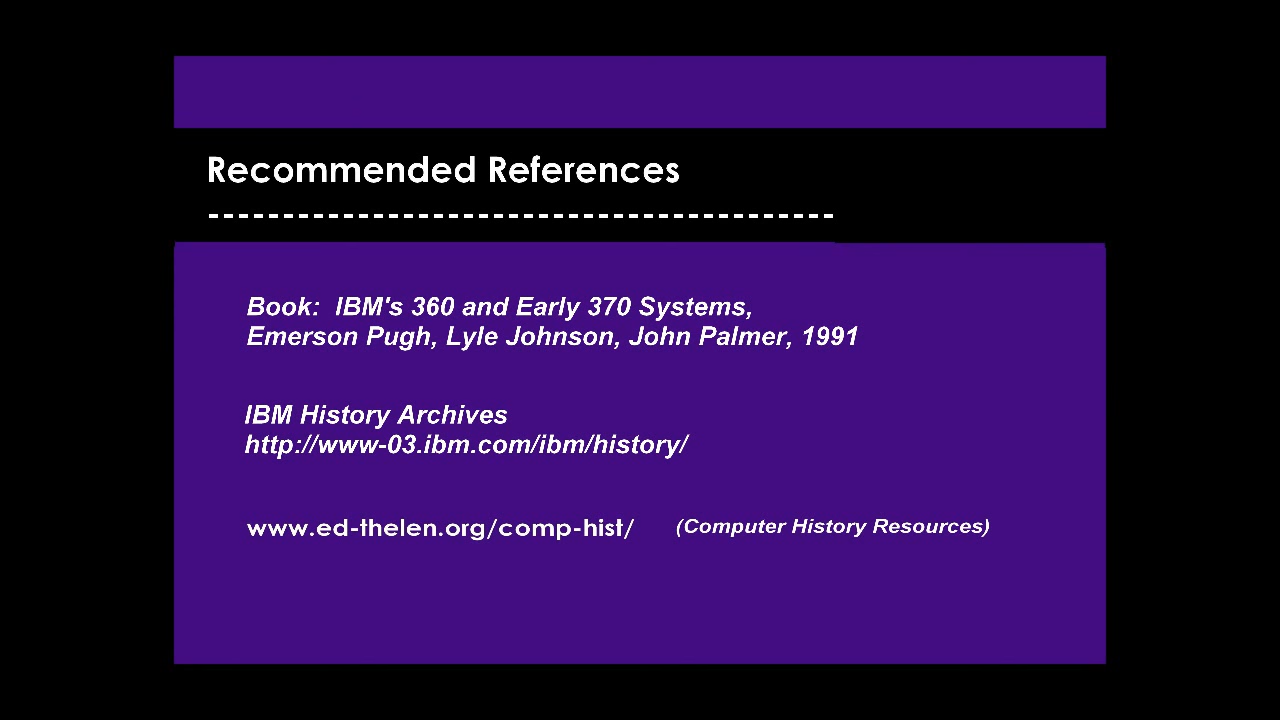 Recommended References
------------------------------------------
Book:  IBM's 360 and Early 370 Systems,
Emerson Pugh, Lyle Johnson, John Palmer, 1991
IBM History Archives
http://www-03.ibm.com/ibm/history/
www.ed-thelen.org/comp-hist/ (Computer History Resources)